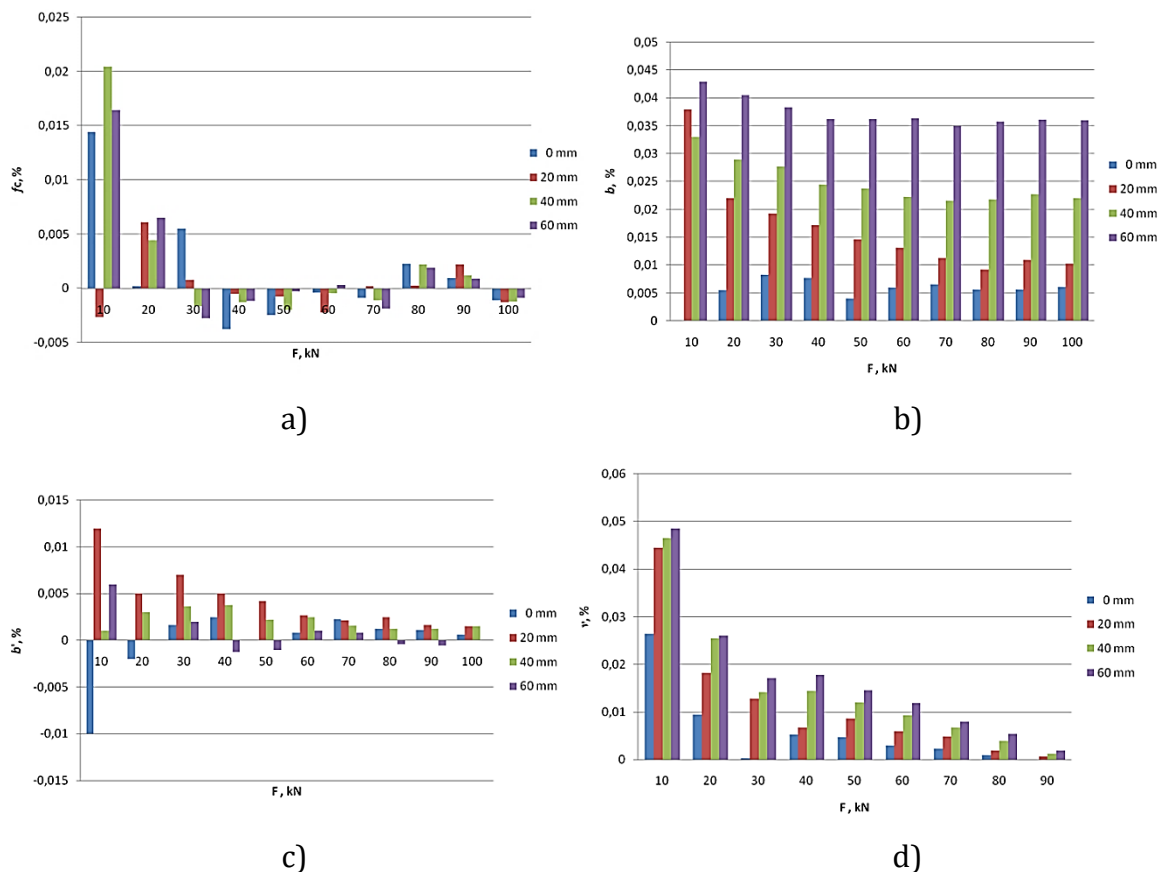 0,025
0,02
0,015
0,01
0,005
0
-0,005
fc, %
10 20 30 40 50 60 70 80 90 100
F, kN
0 mm
20 mm
40 mm
60 mm
a)
0,05
0,045
0,04
0,035
0,03
0,025
0,02
0,015
0,01
0,005
0
b, %
10 20 30 40 50 60 70 80 90 100
F, kN
0 mm
20 mm
40 mm
60 mm
b)
0,015
0,01
0,005
0
-0,005
-0,01
-0,015
b', %
10 20 30 40 50 60 70 80 90 100
F, kN
0 mm
20 mm
40 mm
60 mm
c)
0,06
0,05
0,04
0,03
0,02
0,01
0
v, %
10 20 30 40 50 60 70 80 90
F, kN
0 mm
20 mm
40 mm
60 mm
d)